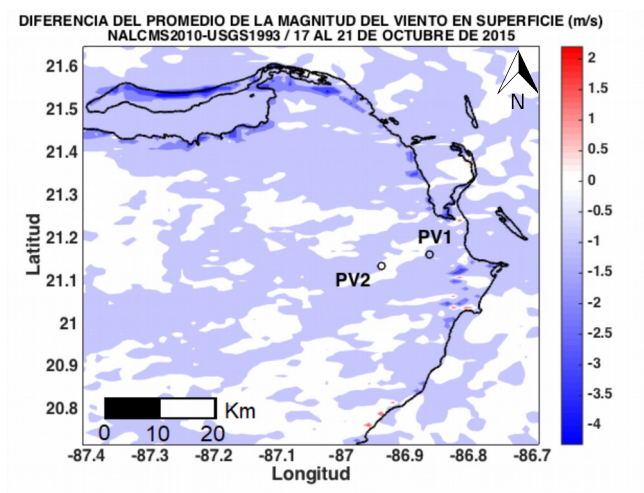 DIFERENCIA DEL PROMEDIO DE LA MAGNITUD DEL VIENTO EN SUPERFICIE (m/s)
NALCMS2010-USGS1993 / 17 AL 21 DE OCTUBRE DE 2015
21.6
21.5
21.4
21.3
21.2
21.1
21
20.9
20.8
Latitud
N
PV1
PV2
Km
0 10 20
-87.4 -87.3 -87.2 -87.1 -87 -86.9 -86.8 -86.7
Longitud
2
1.5
1
0.5
0
-0.5
-1
-1.5
-2
-2.5
-3
-3.5
-4